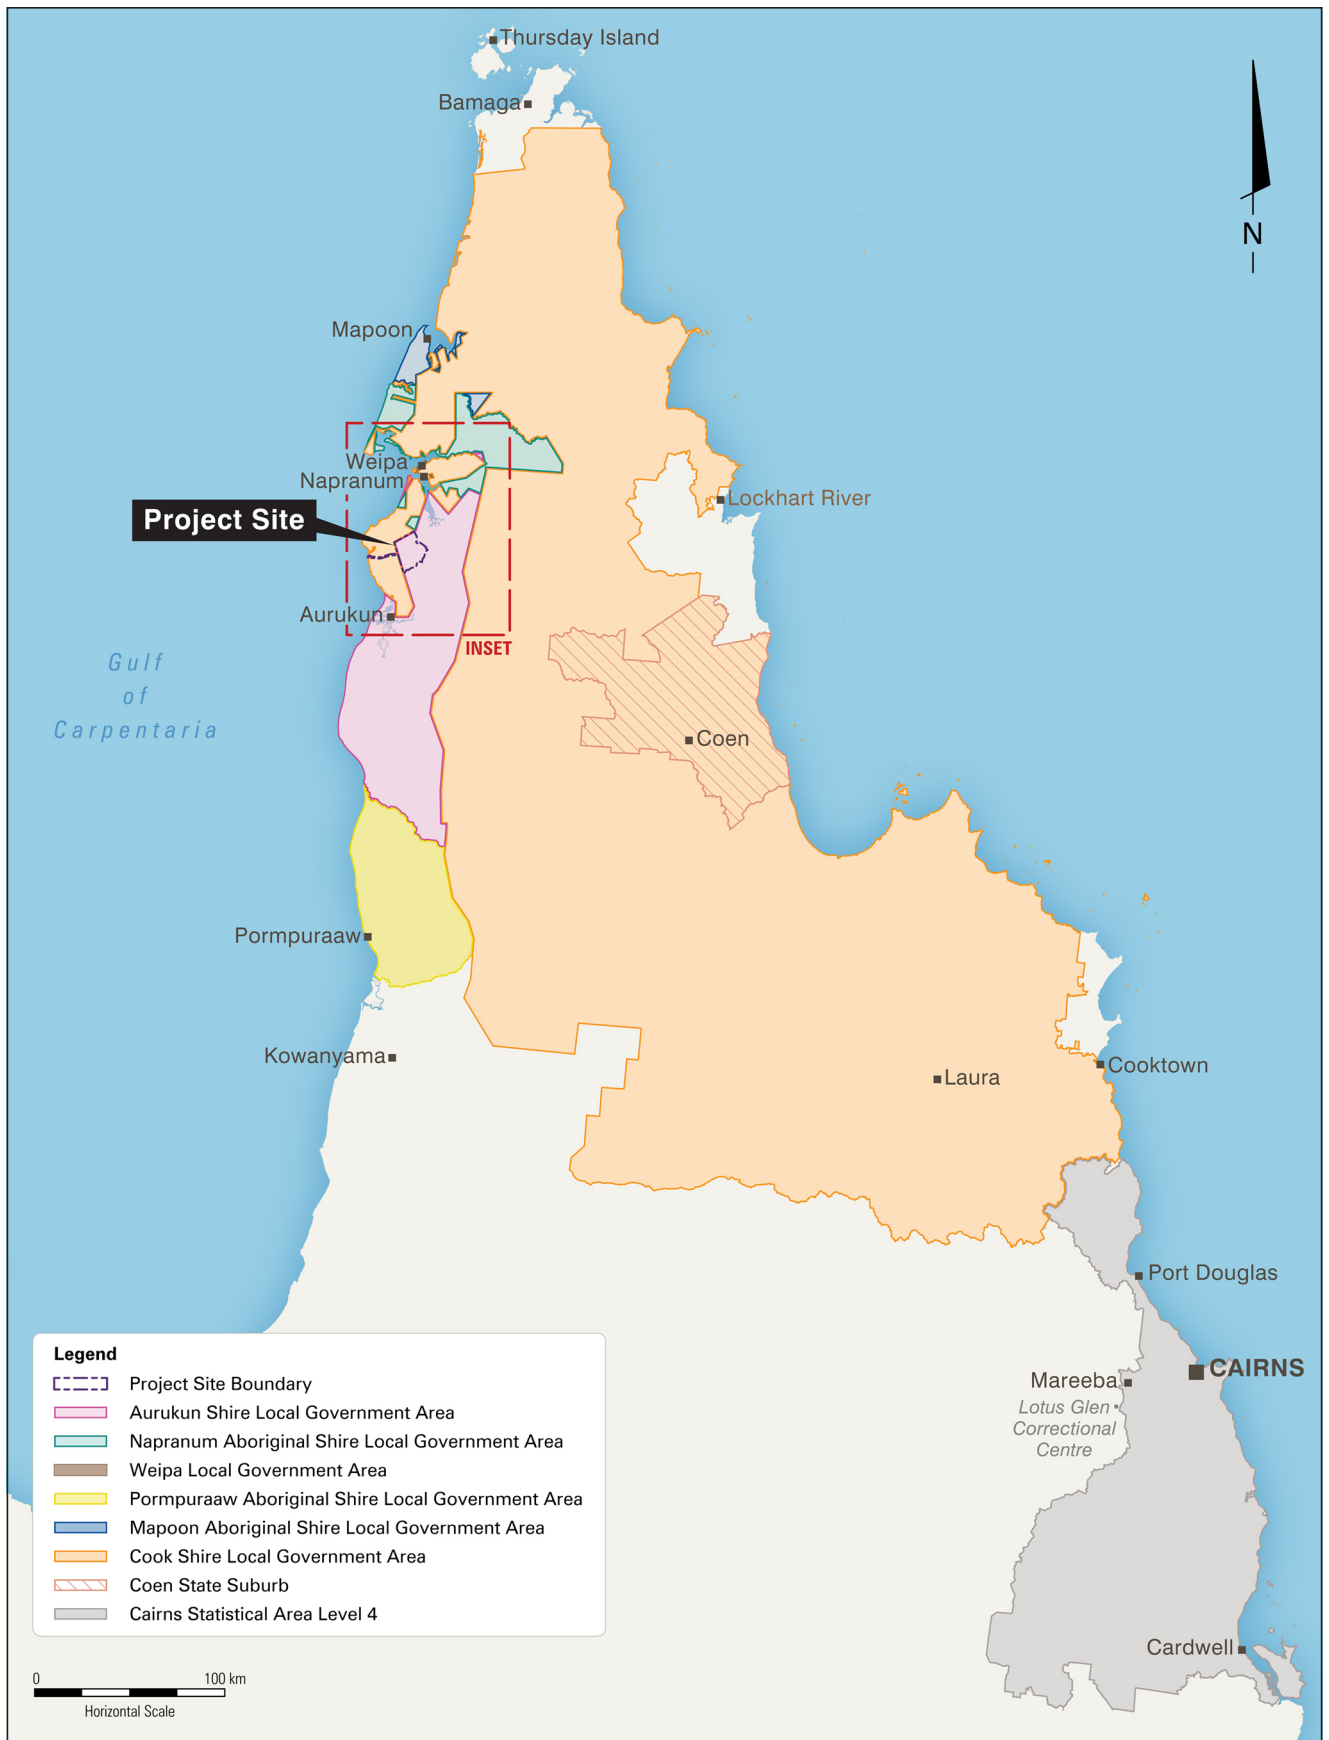 Thursday Island
Bamaga
N
Mapoon
Weipa
Napranum
Lockhart River
Project Site
Aurukun
INSET
Gulf
of
Carpentaria
Coen
Pormpuraaw
Kowanyama
Laura
Cooktown
Port Douglas
CAIRNS
Mareeba
Lotus Glen
Correctional
Centre
Cardwell
Legend
Project Site Boundary
Aurukun Shire Local Government Area
Napranum Aboriginal Shire Local Government Area
Weipa Local Government Area
Pormpuraaw Aboriginal Shire Local Government Area
Mapoon Aboriginal Shire Local Government Area
Cook Shire Local Government Area
Coen State Suburb
Cairns Statistical Area Level 4
0 100 km
Horizontal Scale